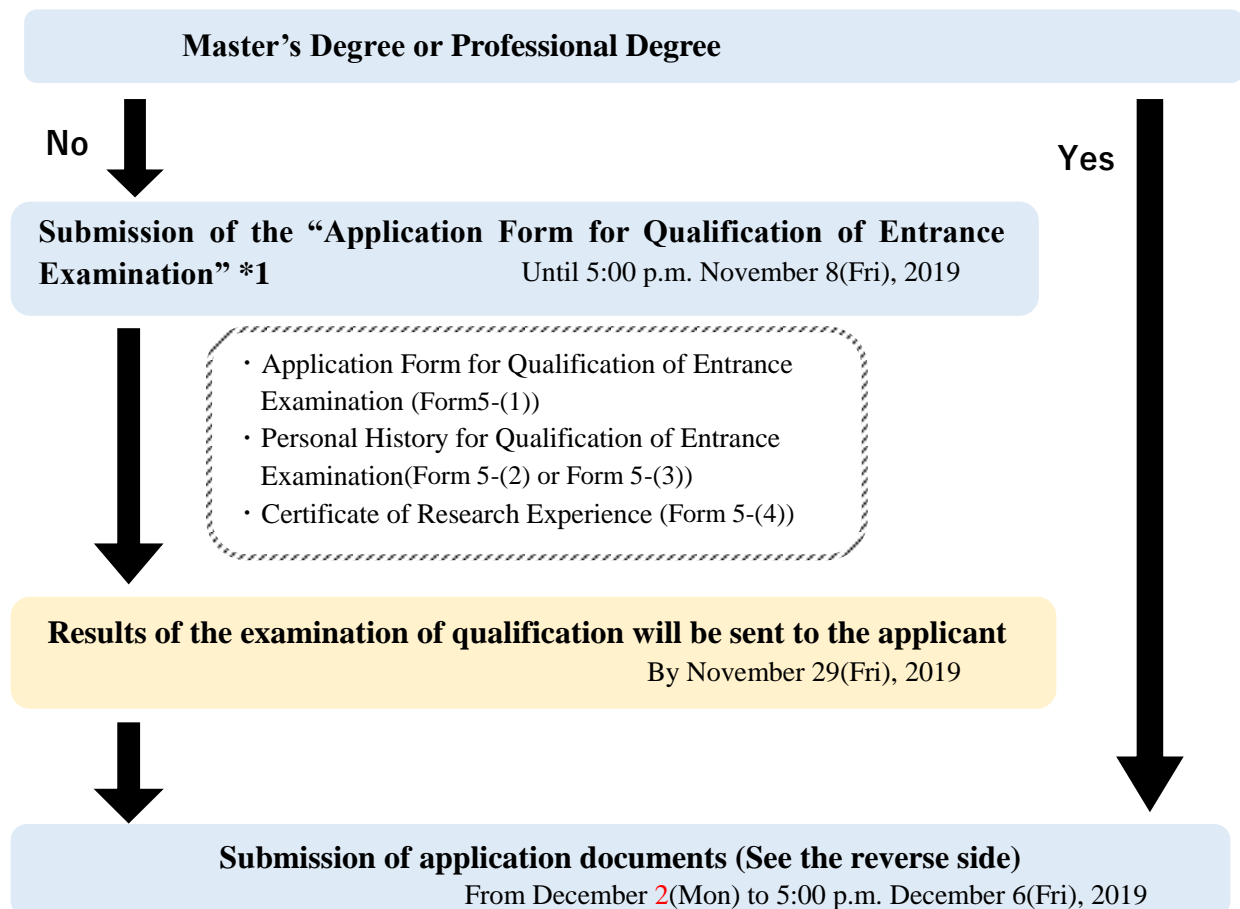 Master’s Degree or Professional Degree
No
Yes
Submission of the “Application Form for Qualification of Entrance
Examination” *1 Until 5:00 p.m. November 8(Fri), 2019
・Application Form for Qualification of Entrance
Examination (Form5-(1))
・Personal History for Qualification of Entrance
Examination(Form 5-(2) or Form 5-(3))
・Certificate of Research Experience (Form 5-(4))
Results of the examination of qualification will be sent to the applicant
By November 29(Fri), 2019
Submission of application documents (See the reverse side)
From December 2(Mon) to 5:00 p.m. December 6(Fri), 2019